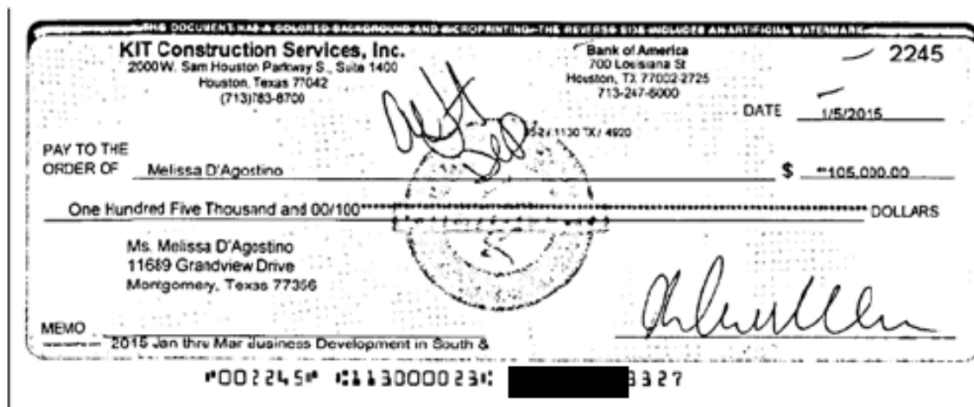 THIS DOCUMENT HAS A COLORED BACKGROUND AND MICROPRINTING. THE REVERSE SIDE INCLUDES AN ARTIFICIAL WATERMARK.
KIT Construction Services, Inc.
2000 W. Sam Houston Parkway S., Suite 1400
Houston, Texas 77042
(713)783-8700
Bank of America
700 Louisiana St
Houston, TX 77002-2725
713-247-6000
2245
DATE 1/5/2015
1130 TX / 4920
PAY TO THE
ORDER OF Melissa D'Agostino $ **105,000.00
One Hundred Five Thousand and 00/100 DOLLARS
Ms. Melissa D'Agostino
11689 Grandview Drive
Montgomery, Texas 77356
MEMO
2015 Jan thru Mar Business Development in South &
⑈002245⑈ ⑆113000023⑆ 3327